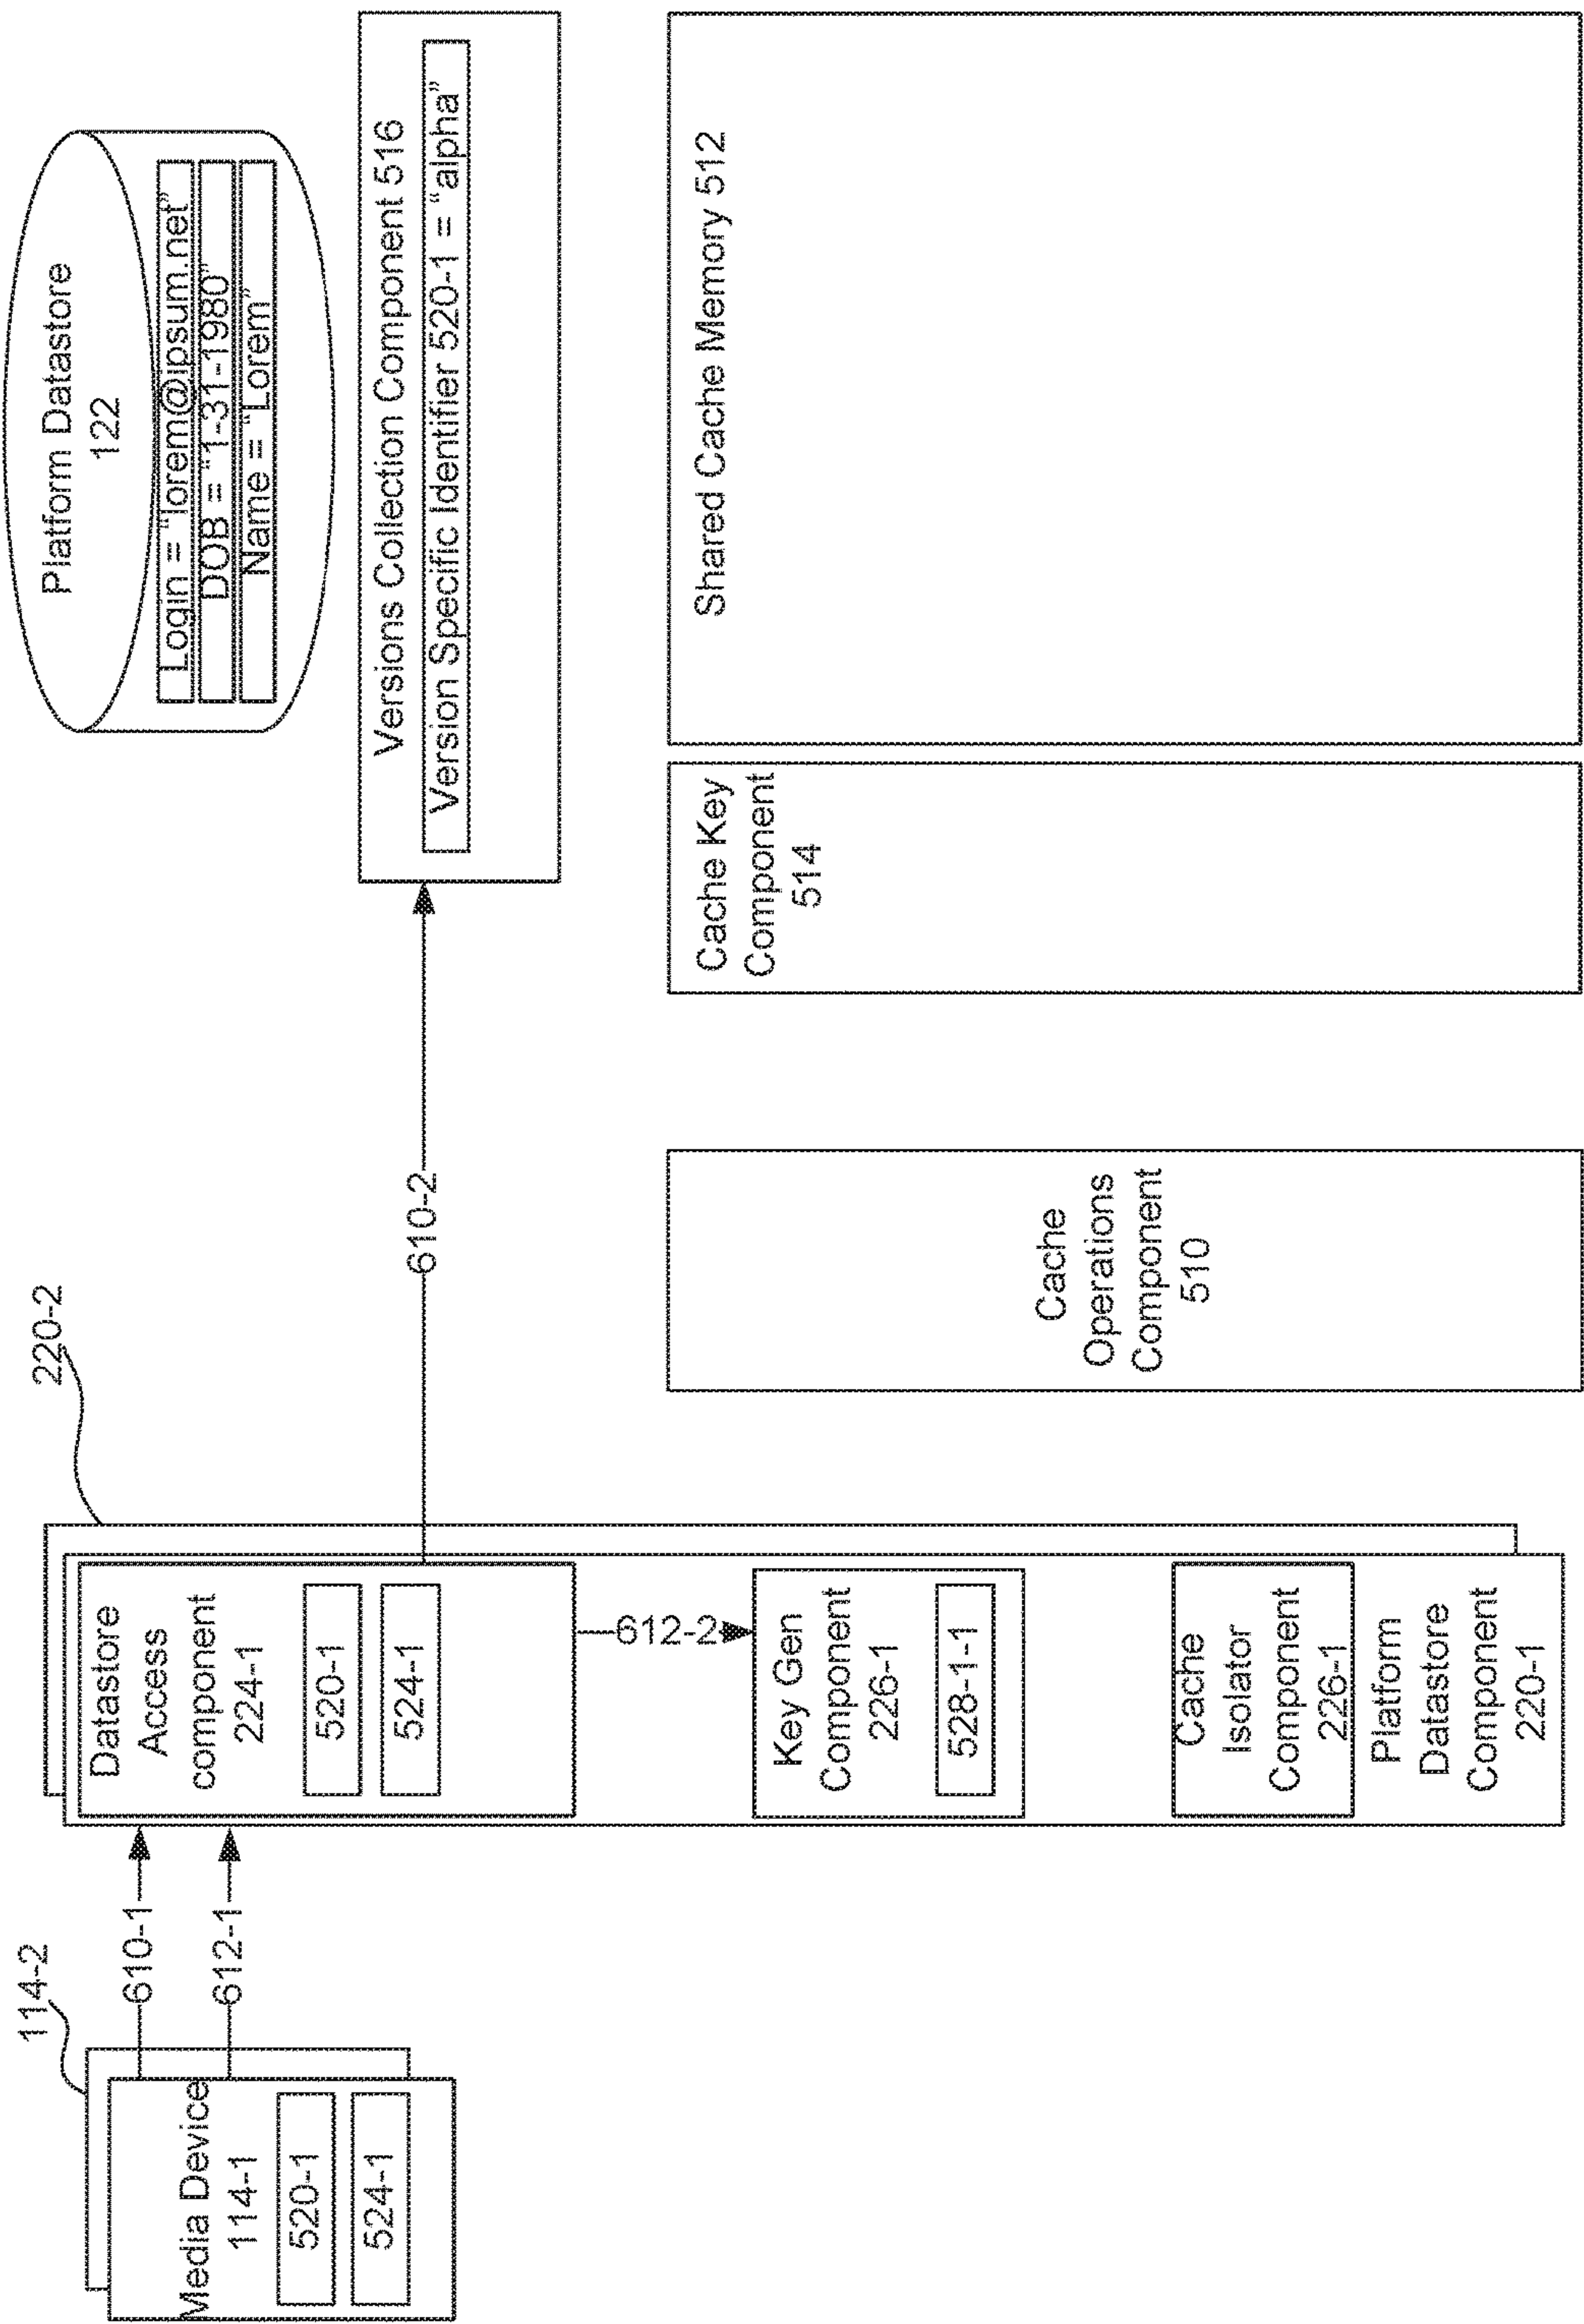 114-2
Media Device
114-1
520-1
524-1
610-1
612-1
220-2
Datastore
Access
component
224-1
520-1
524-1
612-2
Key Gen
Component
226-1
528-1-1
Cache
Isolator
Component
226-1
Platform
Datastore
Component
220-1
610-2
Cache
Operations
Component
510
Platform Datastore
122
Login = "lorem@ipsum.net"
DOB = "1-31-1980"
Name = "Lorem"
Versions Collection Component 516
Version Specific Identifier 520-1 = "alpha"
Cache Key
Component
514
Shared Cache Memory 512